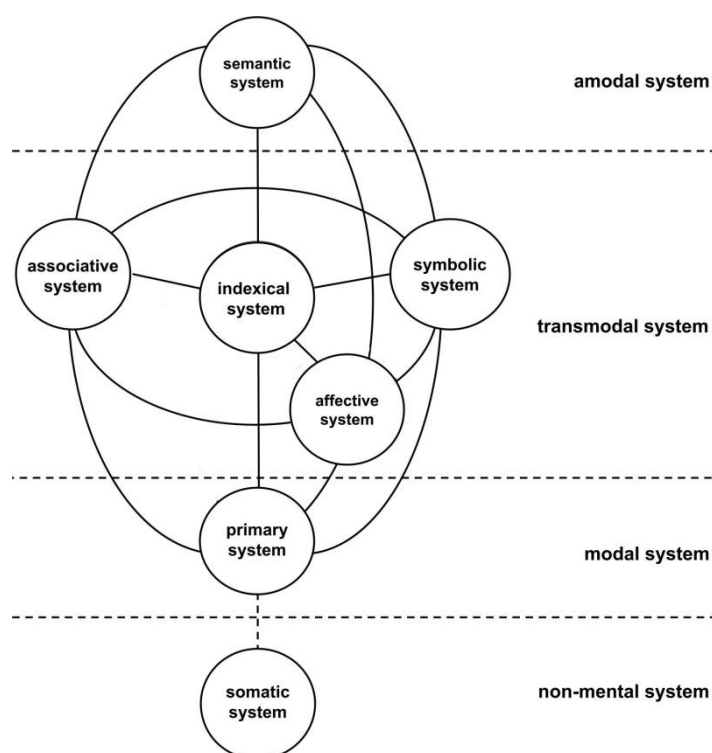 semantic
system
amodal system
associative
system
indexical
system
symbolic
system
transmodal system
affective
system
primary
system
modal system
somatic
system
non-mental system